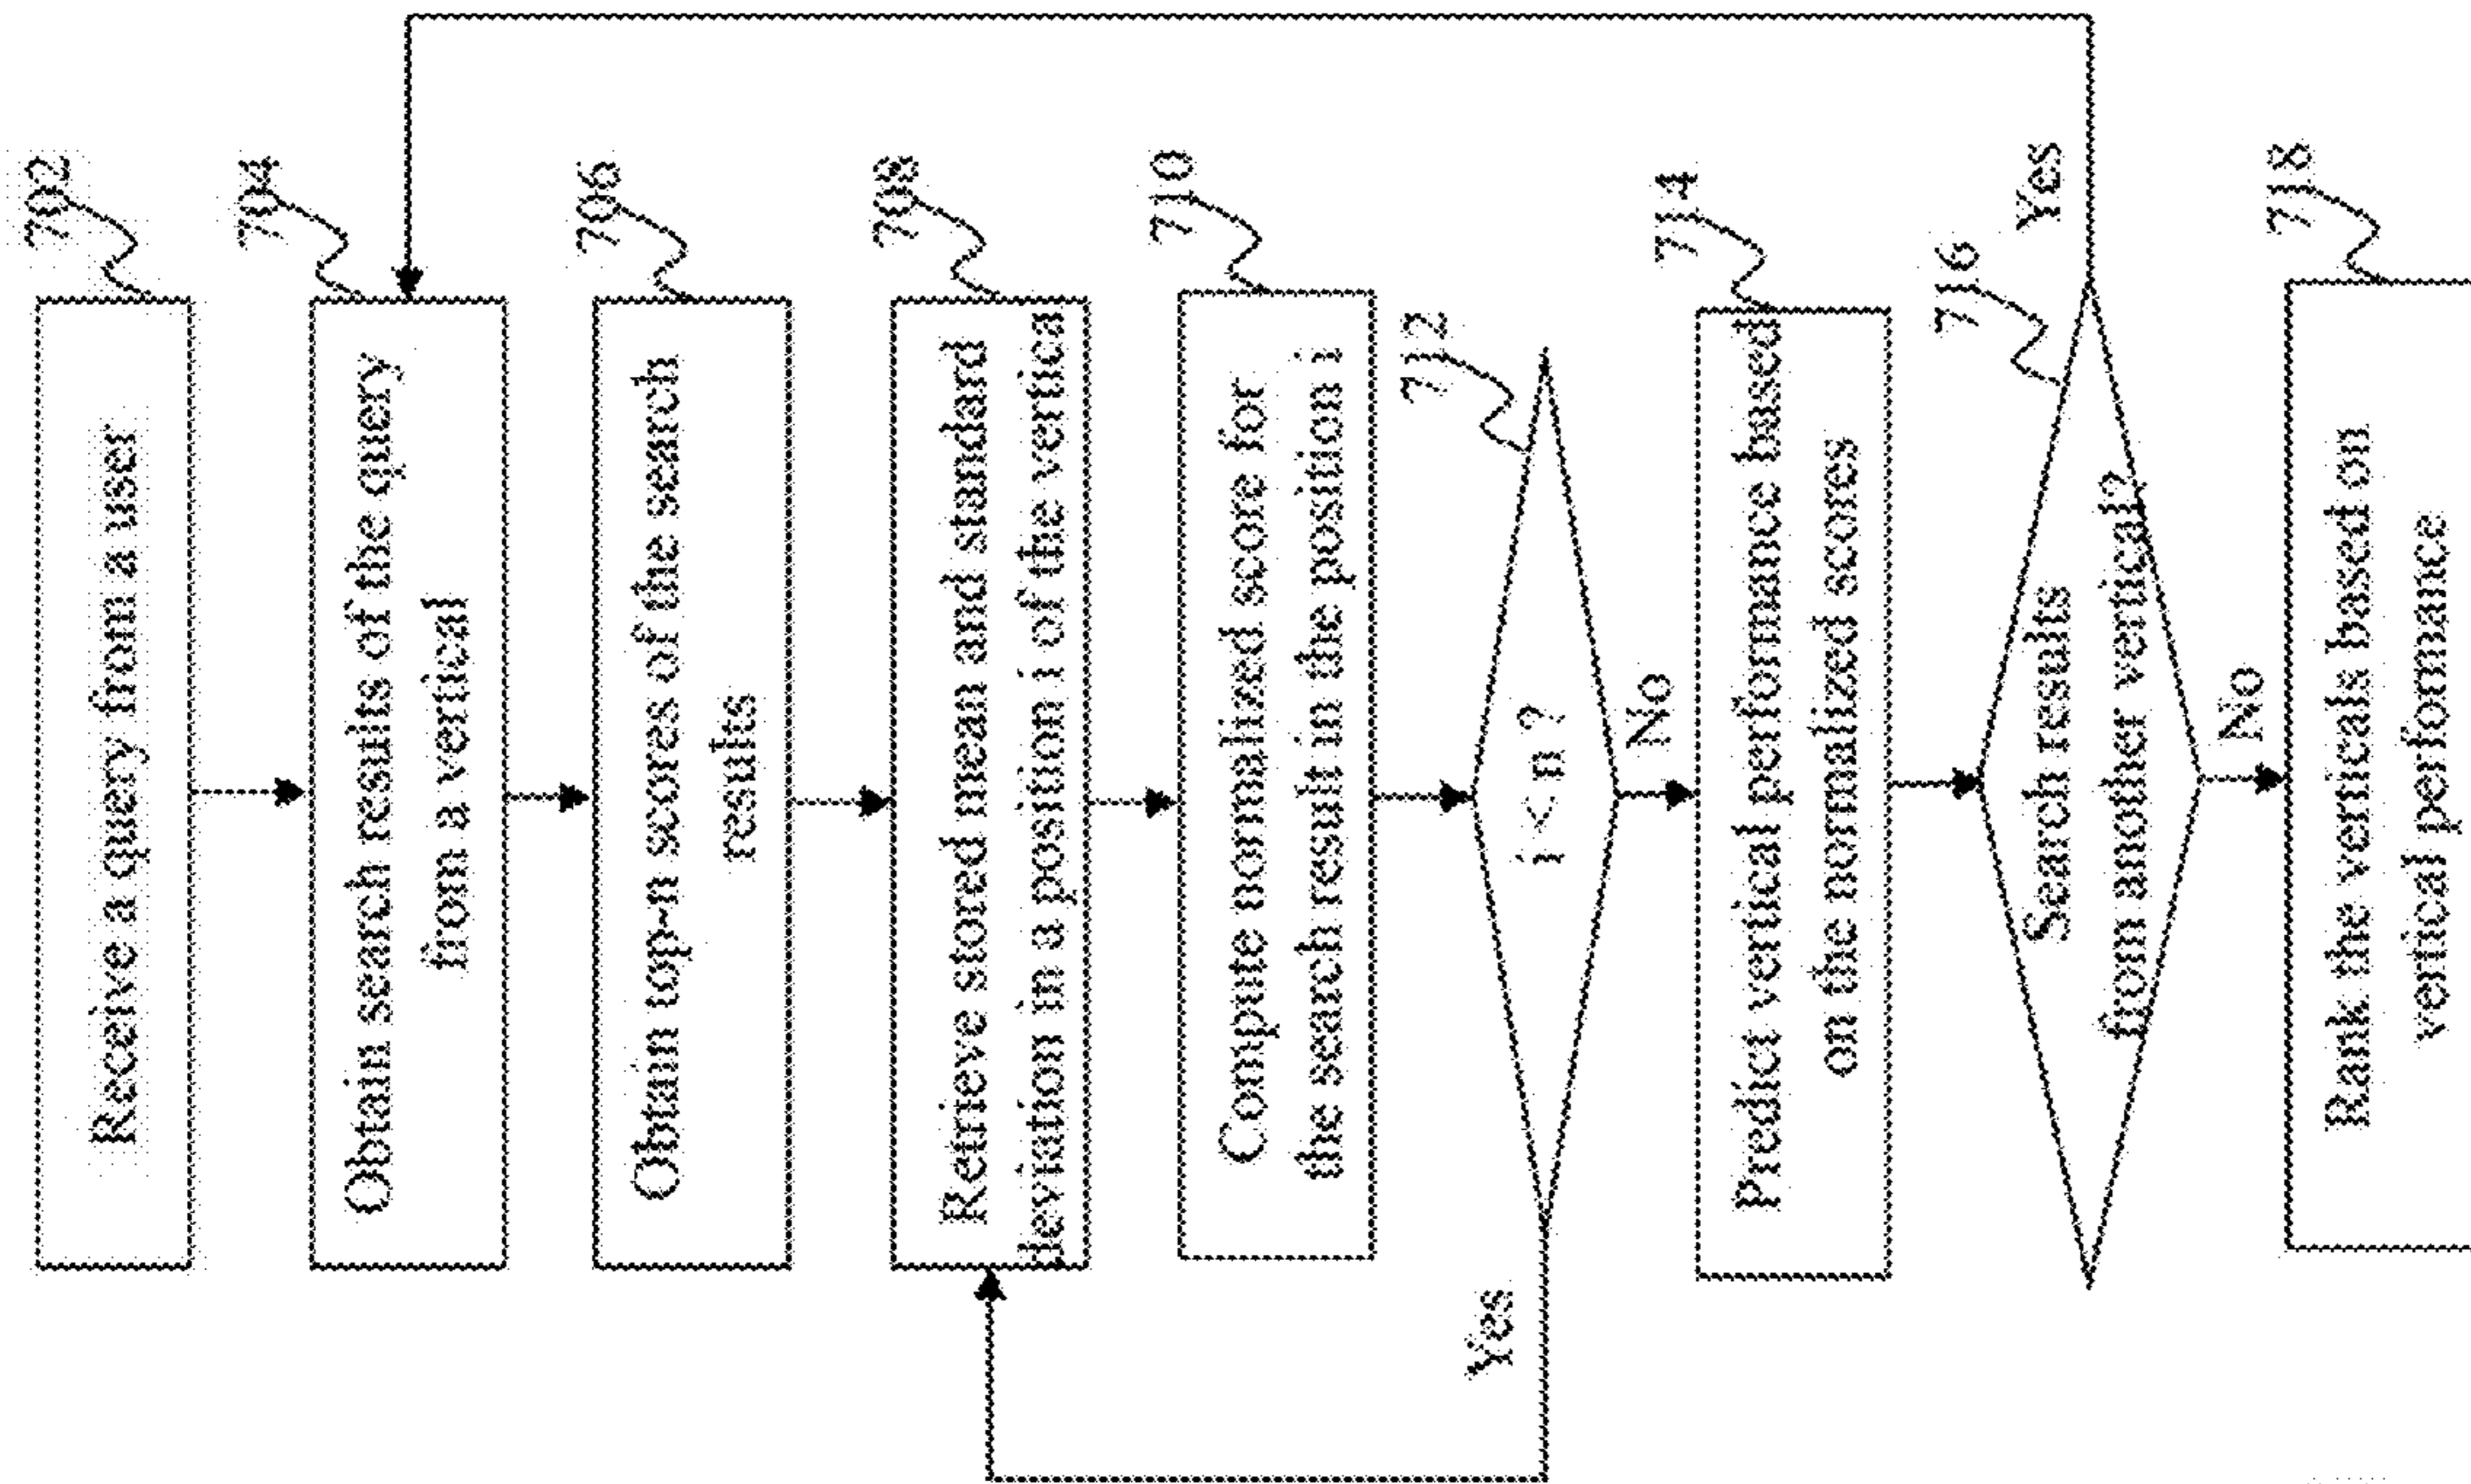 702
Receive a query from a user
704
Obtain search results of the query
from a vertical
706
Obtain top-n scores of the search
results
708
Retrieve stored mean and standard
deviation in a position i of the vertical
710
Compute normalized score for
the search result in the position i
712
i < n ?
Yes
No
714
Predict vertical performance based
on the normalized scores
716
Search results
from another vertical?
Yes
No
718
Rank the verticals based on
vertical performance